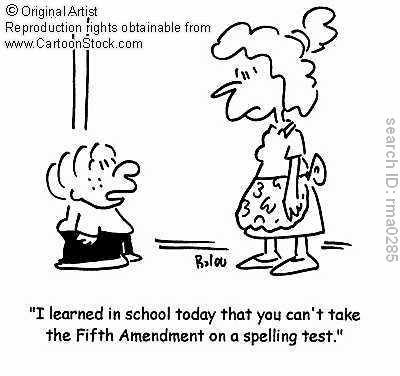 © Original Artist
Reproduction rights obtainable from
www.CartoonStock.com
search ID: rma0285
"I learned in school today that you can't take
the Fifth Amendment on a spelling test."